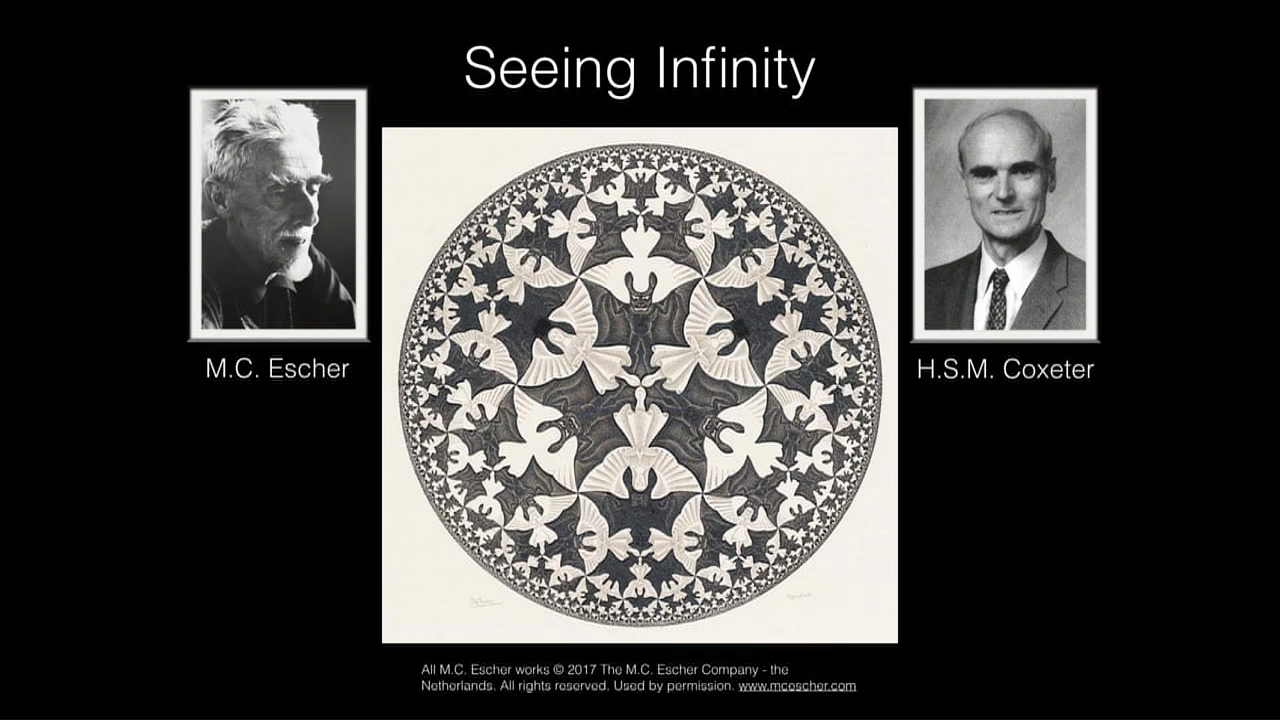 Seeing Infinity
M.C. Escher
H.S.M. Coxeter
All M.C. Escher works © 2017 The M.C. Escher Company - the
Netherlands. All rights reserved. Used by permission. www.mcescher.com